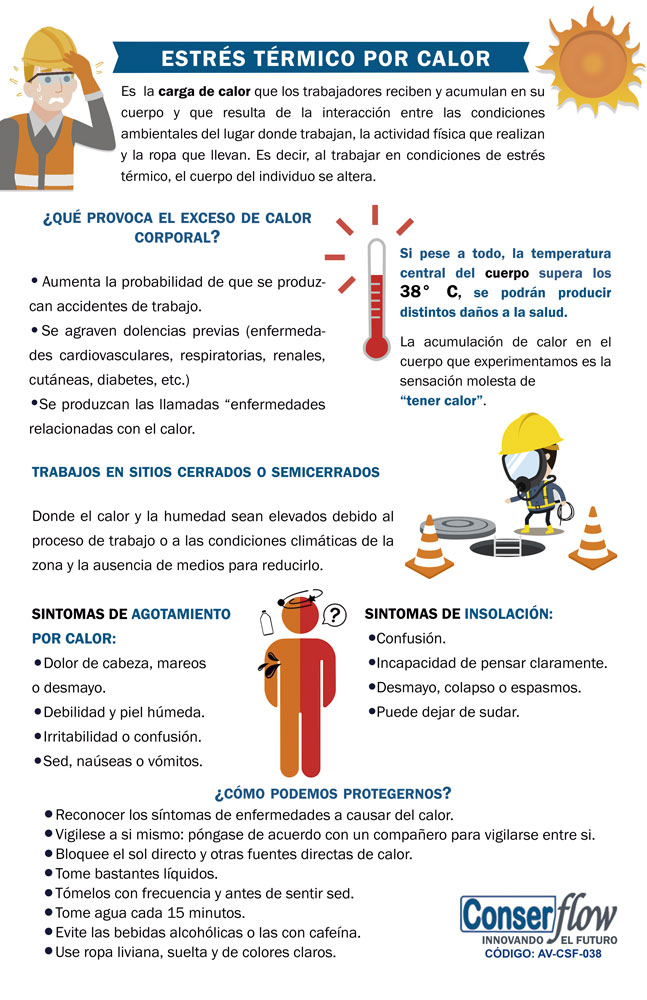 ESTRÉS TÉRMICO POR CALOR
Es la carga de calor que los trabajadores reciben y acumulan en su
cuerpo y que resulta de la interacción entre las condiciones
ambientales del lugar donde trabajan, la actividad física que realizan
y la ropa que llevan. Es decir, al trabajar en condiciones de estrés
térmico, el cuerpo del individuo se altera.
¿QUÉ PROVOCA EL EXCESO DE CALOR
CORPORAL?
• Aumenta la probabilidad de que se produz-
can accidentes de trabajo.
• Se agraven dolencias previas (enfermeda-
des cardiovasculares, respiratorias, renales,
cutáneas, diabetes, etc.)
•Se produzcan las llamadas “enfermedades
relacionadas con el calor.
Si pese a todo, la temperatura
central del cuerpo supera los
38° C, se podrán producir
distintos daños a la salud.
La acumulación de calor en el
cuerpo que experimentamos es la
sensación molesta de
“tener calor”.
TRABAJOS EN SITIOS CERRADOS O SEMICERRADOS
Donde el calor y la humedad sean elevados debido al
proceso de trabajo o a las condiciones climáticas de la
zona y la ausencia de medios para reducirlo.
SINTOMAS DE AGOTAMIENTO
POR CALOR:
•Dolor de cabeza, mareos
o desmayo.
•Debilidad y piel húmeda.
•Irritabilidad o confusión.
•Sed, naúseas o vómitos.
?
SINTOMAS DE INSOLACIÓN:
•Confusión.
•Incapacidad de pensar claramente.
•Desmayo, colapso o espasmos.
•Puede dejar de sudar.
¿CÓMO PODEMOS PROTEGERNOS?
•Reconocer los síntomas de enfermedades a causar del calor.
•Vigilese a si mismo: póngase de acuerdo con un compañero para vigilarse entre si.
•Bloquee el sol directo y otras fuentes directas de calor.
•Tome bastantes líquidos.
•Tómelos con frecuencia y antes de sentir sed.
•Tome agua cada 15 minutos.
•Evite las bebidas alcohólicas o las con cafeína.
•Use ropa liviana, suelta y de colores claros.
Conserflow
INNOVANDO EL FUTURO
CÓDIGO: AV-CSF-038